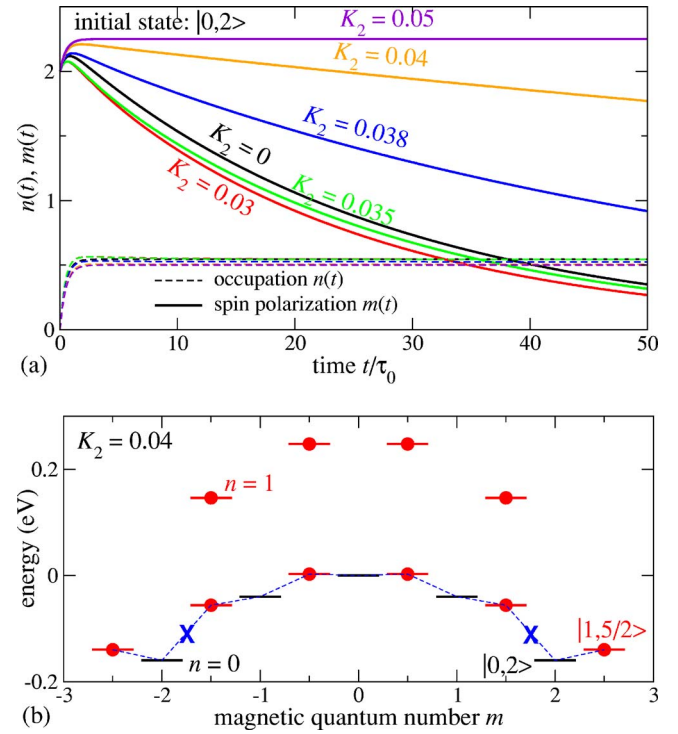 initial state: |0,2>
K₂ = 0.05
K₂ = 0.04
K₂ = 0.038
K₂ = 0
K₂ = 0.035
K₂ = 0.03
n(t), m(t)
2
1
0
occupation n(t)
spin polarization m(t)
0 10 20 30 40 50
(a) time t/τ₀
K₂ = 0.04
n = 1
energy (eV)
0.2
0
-0.2
X X
|1,5/2>
n = 0 |0,2>
-3 -2 -1 0 1 2 3
(b) magnetic quantum number m